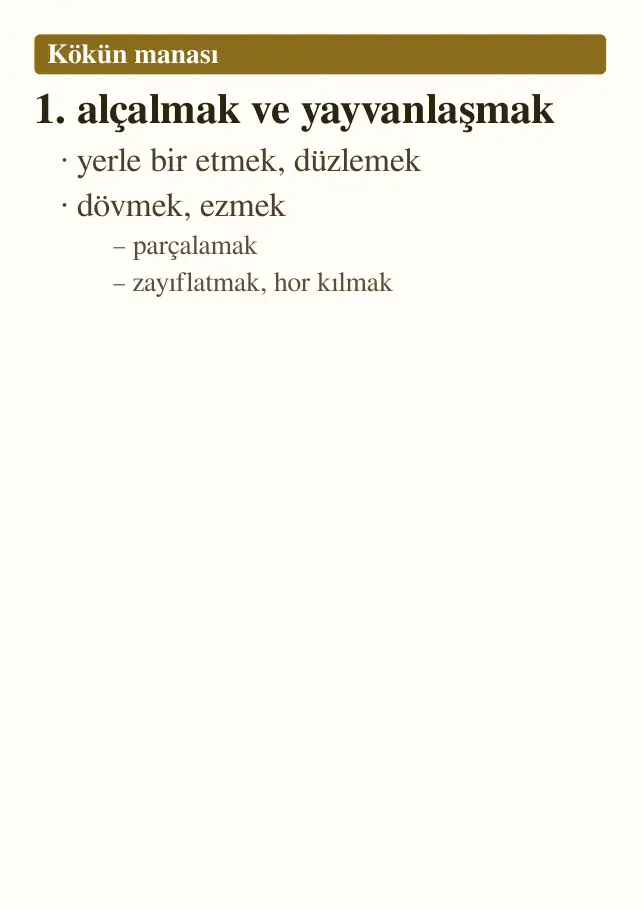 Kökün manası
1. alçalmak ve yayvanlaşmak
· yerle bir etmek, düzlemek
· dövmek, ezmek
– parçalamak
– zayıflatmak, hor kılmak